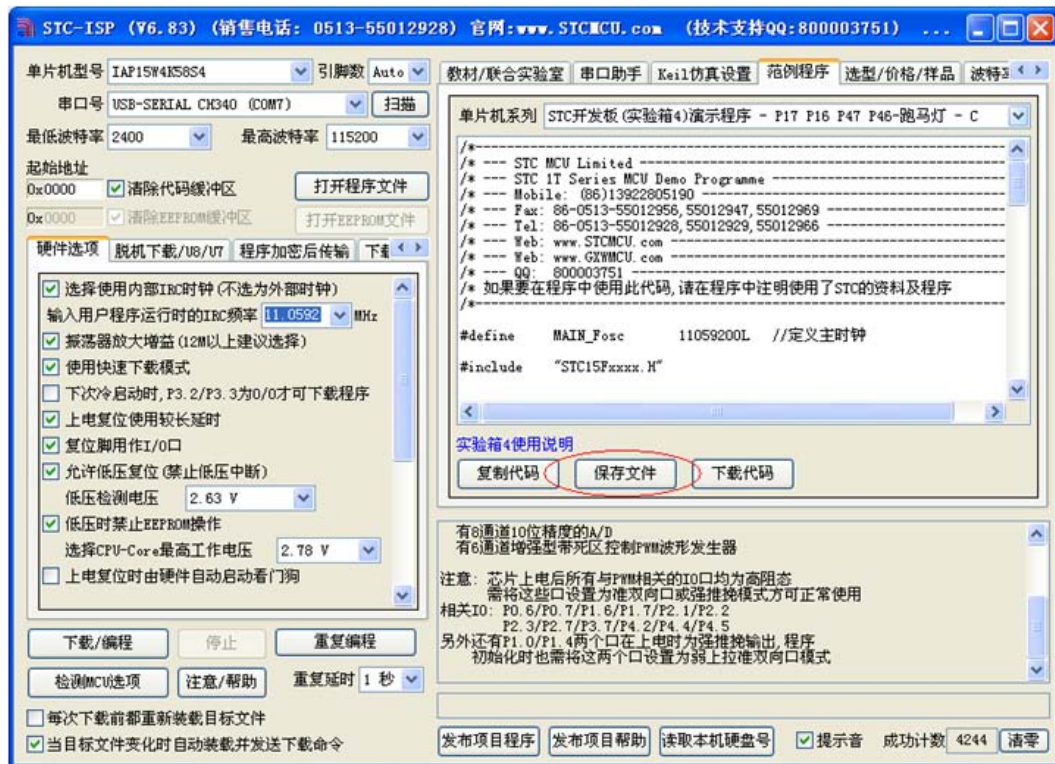 STC-ISP (V6.83) (销售电话: 0513-55012928) 官网:www.STCMCU.com (技术支持QQ:800003751) ...
单片机型号 IAP15W4K58S4 引脚数 Auto
串口号 USB-SERIAL CH340 (COM7) 扫描
最低波特率 2400 最高波特率 115200
起始地址
0x0000 清除代码缓冲区 打开程序文件
0x0000 清除EEPROM缓冲区 打开EEPROM文件
硬件选项 脱机下载/U8/U7 程序加密后传输
选择使用内部IRC时钟(不选为外部时钟)
输入用户程序运行时的IRC频率 11.0592 MHz
振荡器放大增益(12M以上建议选择)
使用快速下载模式
下次冷启动时,P3.2/P3.3为0/0才可下载程序
上电复位使用较长延时
复位脚用作I/O口
允许低压复位(禁止低压中断)
低压检测电压 2.63 V
低压时禁止EEPROM操作
选择CPU-Core最高工作电压 2.78 V
上电复位时由硬件自动启动看门狗
下载/编程 停止 重复编程
检测MCU选项 注意/帮助 重复延时 1 秒
每次下载前都重新装载目标文件
当目标文件变化时自动装载并发送下载命令
教材/联合实验室 串口助手 Keil仿真设置 范例程序 选型/价格/样品 波特
单片机系列 STC开发板(实验箱4)演示程序 - P17 P16 P47 P46-跑马灯 - C
/*---------------------------------------------------------------------
/* --- STC MCU Limited ------------------------------------------------
/* --- STC 1T Series MCU Demo Programme -------------------------------
/* --- Mobile: (86)13922805190 ----------------------------------------
/* --- Fax: 86-0513-55012956,55012947,55012969 ------------------------
/* --- Tel: 86-0513-55012928,55012929,55012966 ------------------------
/* --- Web: www.STCMCU.com --------------------------------------------
/* --- Web: www.GXWMCU.com --------------------------------------------
/* --- QQ: 800003751 --------------------------------------------------
/* 如果要在程序中使用此代码,请在程序中注明使用了STC的资料及程序
/*---------------------------------------------------------------------
#define MAIN_Fosc 11059200L //定义主时钟
#include "STC15Fxxxx.H"
实验箱4使用说明
复制代码 保存文件 下载代码
有8通道10位精度的A/D
有6通道增强型带死区控制PWM波形发生器
注意: 芯片上电后所有与PWM相关的IO口均为高阻态
需将这些口设置为准双向口或强推挽模式方可正常使用
相关IO: P0.6/P0.7/P1.6/P1.7/P2.1/P2.2
P2.3/P2.7/P3.7/P4.2/P4.4/P4.5
另外还有P1.0/P1.4两个口在上电时为强推挽输出,程序
初始化时也需将这两个口设置为弱上拉准双向口模式
发布项目程序 发布项目帮助 读取本机硬盘号 提示音 成功计数 4244 清零